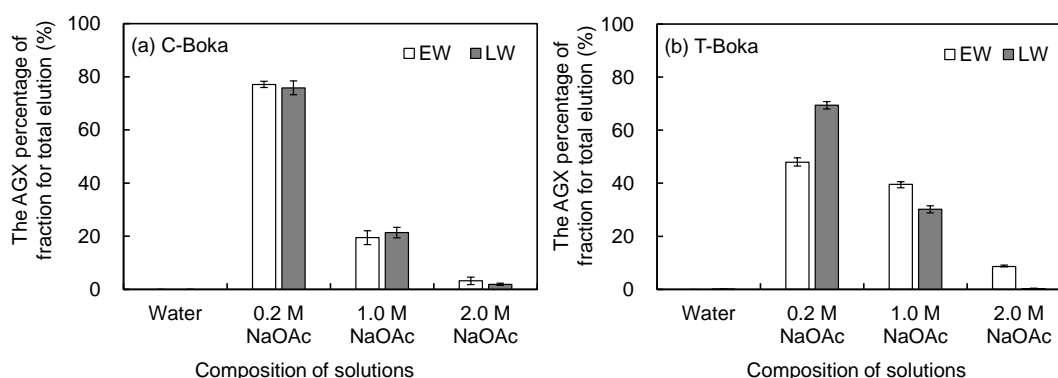 The AGX percentage of
fraction for total elution (%)
100
80
60
40
20
0
(a) C-Boka
EW LW
Water
0.2 M
NaOAc
1.0 M
NaOAc
2.0 M
NaOAc
Composition of solutions
The AGX percentage of
fraction for total elution (%)
100
80
60
40
20
0
(b) T-Boka
EW LW
Water
0.2 M
NaOAc
1.0 M
NaOAc
2.0 M
NaOAc
Composition of solutions